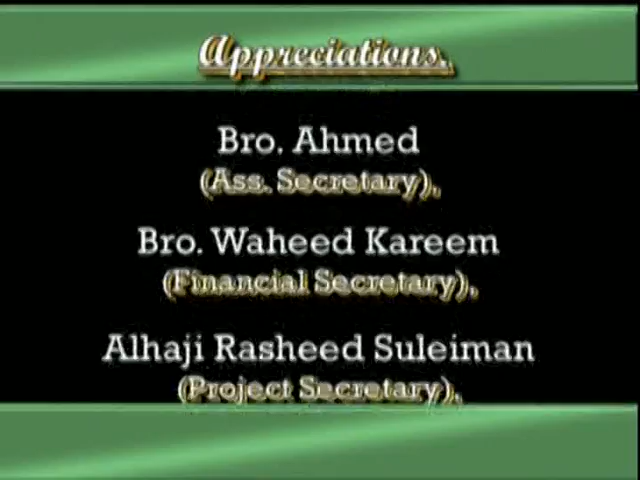 Appreciations.
Bro. Ahmed
(Ass. Secretary),
Bro. Waheed Kareem
(Financial Secretary),
Alhaji Rasheed Suleiman
(Project Secretary),